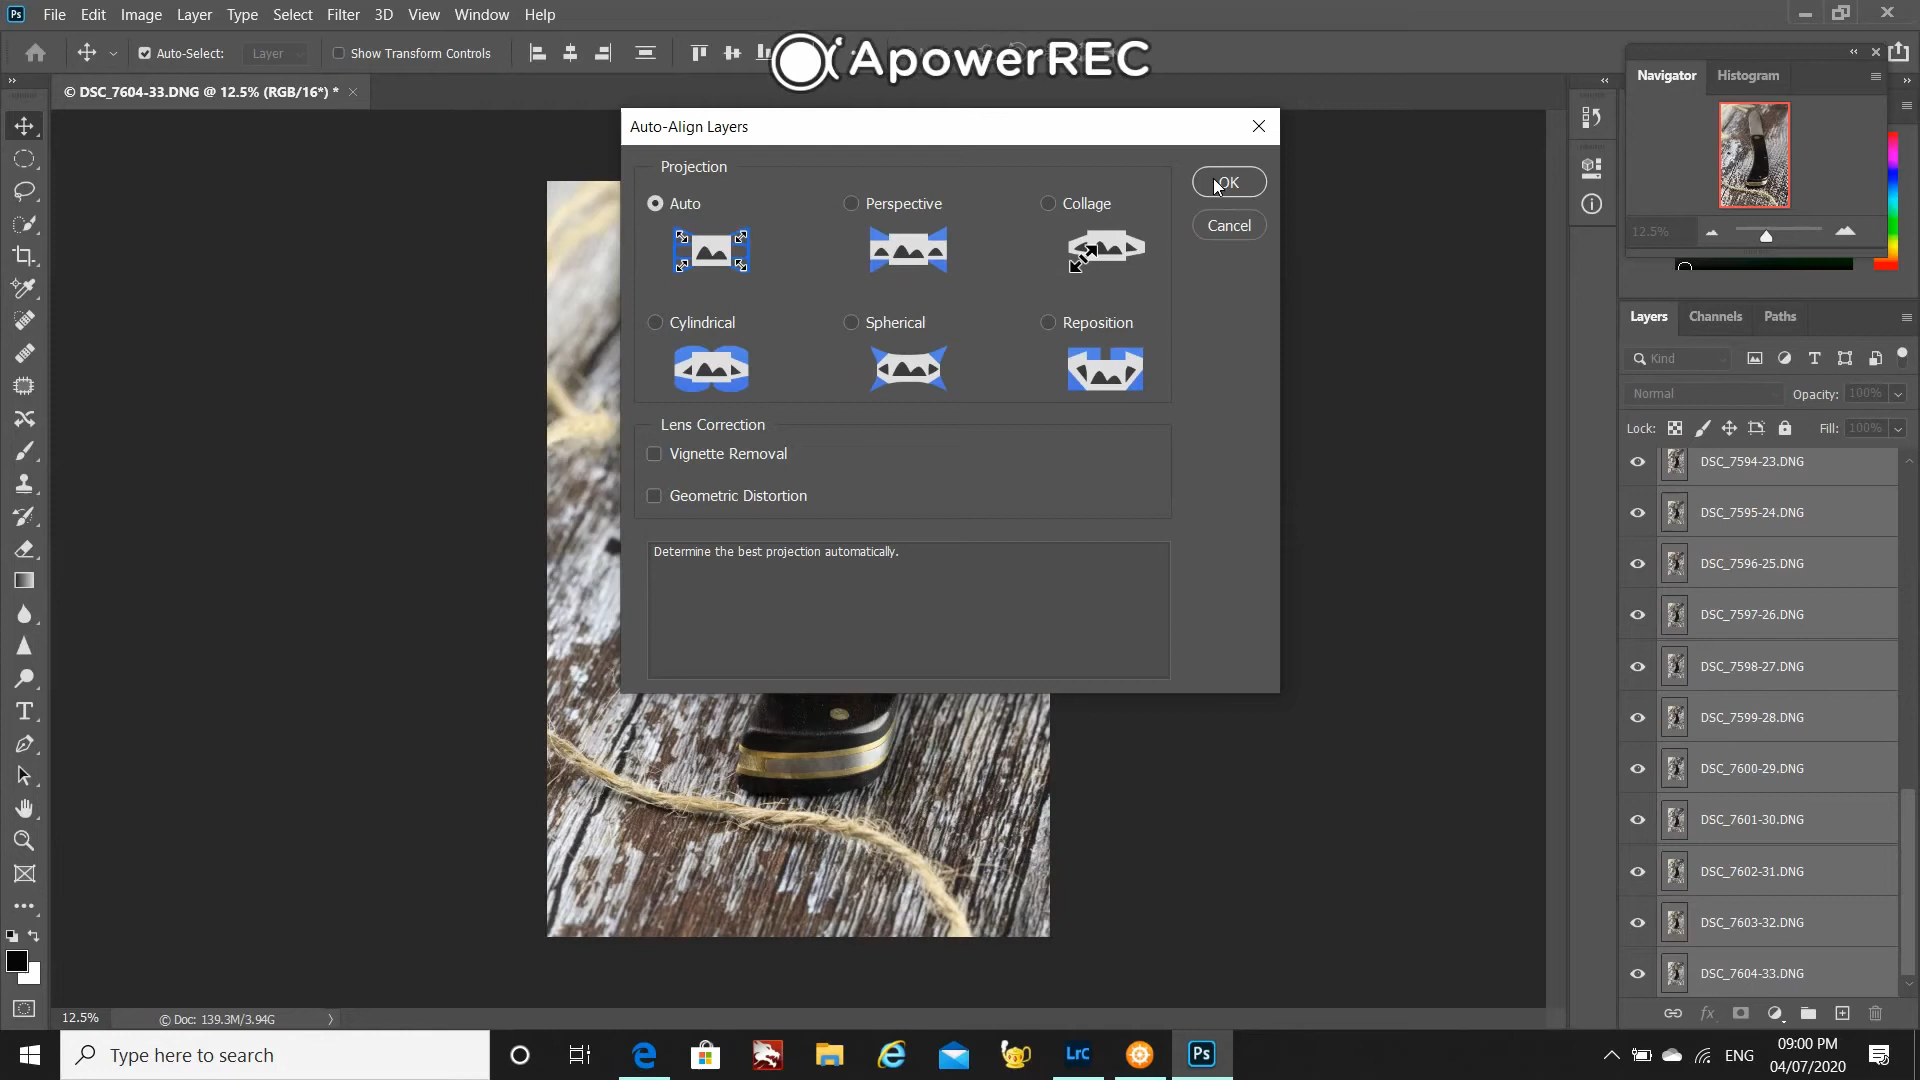 Ps File Edit Image Layer Type Select Filter 3D View Window Help
Auto-Select: Layer Show Transform Controls
ApowerREC
© DSC_7604-33.DNG @ 12.5% (RGB/16*) *
Navigator Histogram
12.5%
Auto-Align Layers
Projection
Auto Perspective Collage
Cylindrical Spherical Reposition
OK
Cancel
Lens Correction
Vignette Removal
Geometric Distortion
Determine the best projection automatically.
Layers Channels Paths
Kind
Normal Opacity: 100%
Lock: Fill: 100%
DSC_7594-23.DNG
DSC_7595-24.DNG
DSC_7596-25.DNG
DSC_7597-26.DNG
DSC_7598-27.DNG
DSC_7599-28.DNG
DSC_7600-29.DNG
DSC_7601-30.DNG
DSC_7602-31.DNG
DSC_7603-32.DNG
DSC_7604-33.DNG
fx
12.5% © Doc: 139.3M/3.94G
Type here to search
Lrc Ps
ENG
09:00 PM
04/07/2020